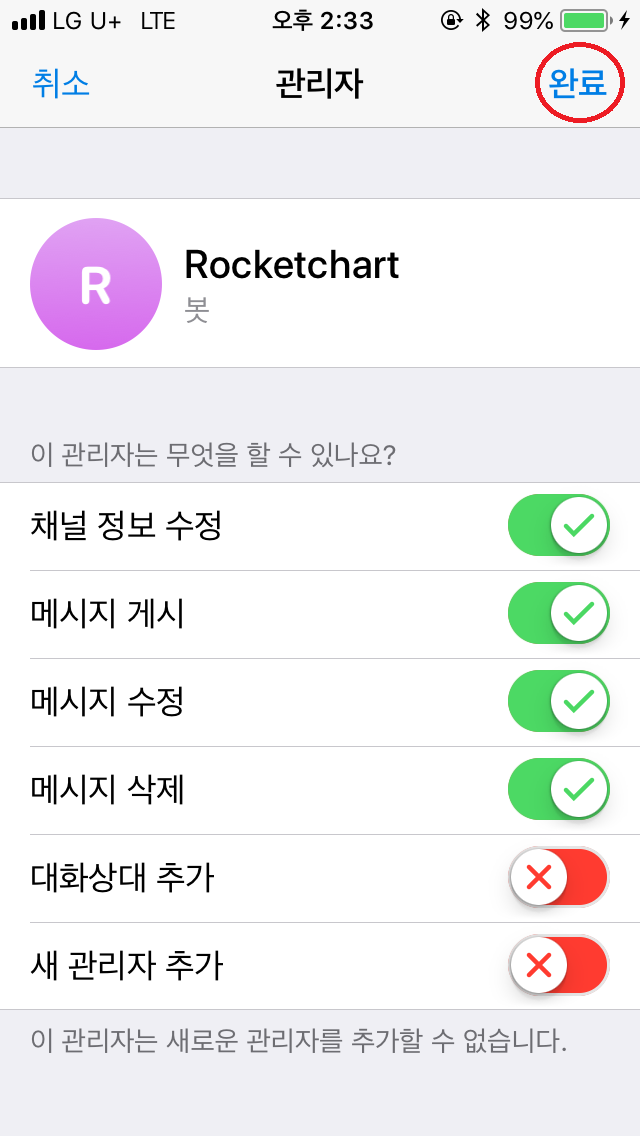 LG U+ LTE 오후 2:33 99%
취소 관리자 완료
R
Rocketchart
봇
이 관리자는 무엇을 할 수 있나요?
채널 정보 수정
메시지 게시
메시지 수정
메시지 삭제
대화상대 추가
새 관리자 추가
이 관리자는 새로운 관리자를 추가할 수 없습니다.